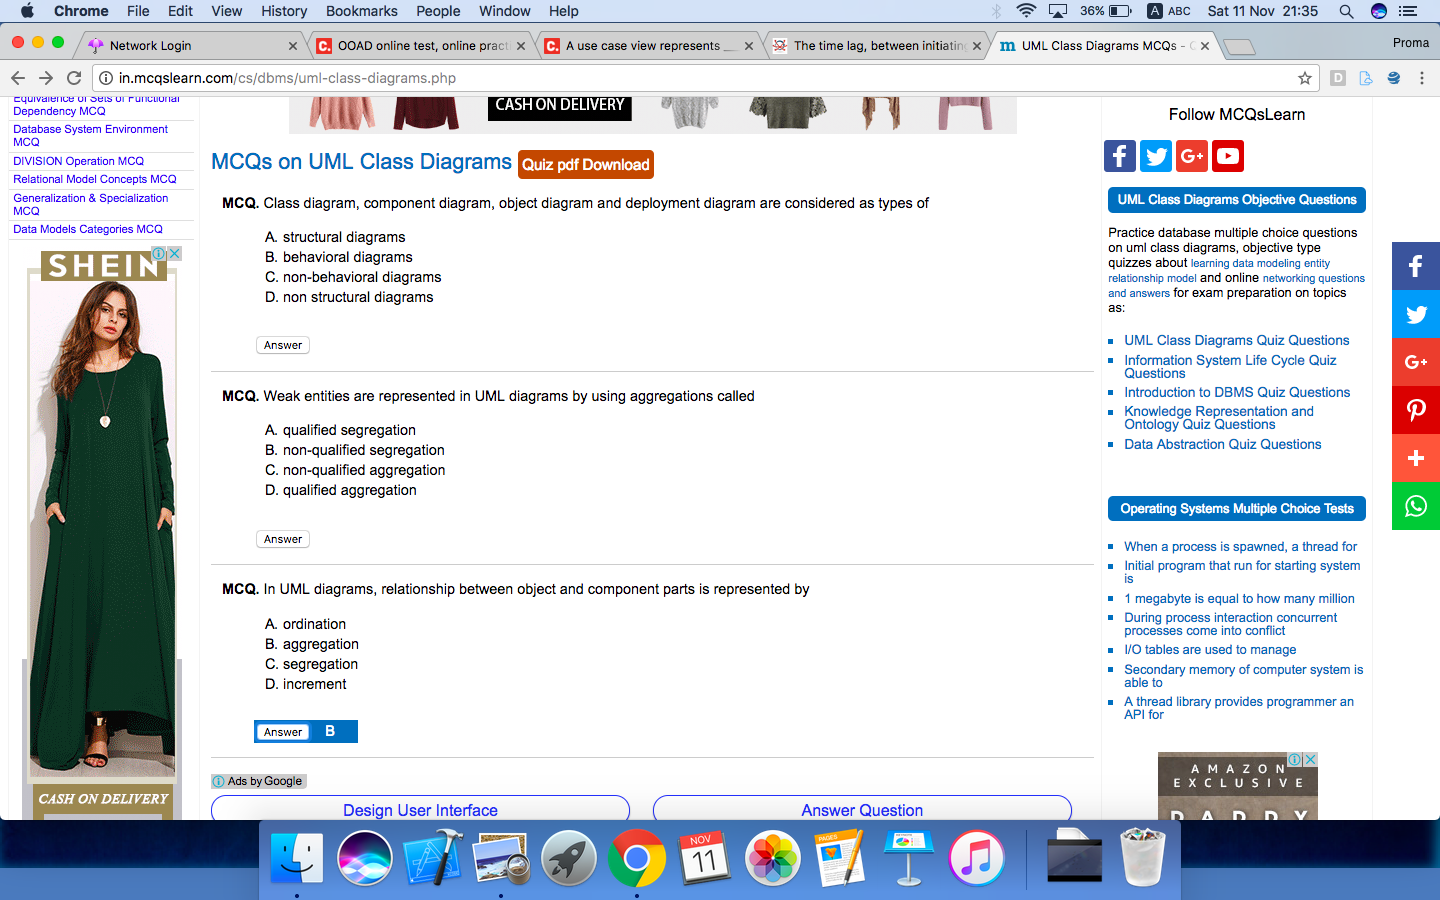 Chrome File Edit View History Bookmarks People Window Help 36% A ABC Sat 11 Nov 21:35
Network Login
C. OOAD online test, online practi
C. A use case view represents __
The time lag, between initiating
m UML Class Diagrams MCQs - C
Proma
in.mcqslearn.com/cs/dbms/uml-class-diagrams.php
D
Equivalence of Sets of Functional
Dependency MCQ
Database System Environment
MCQ
DIVISION Operation MCQ
Relational Model Concepts MCQ
Generalization & Specialization
MCQ
Data Models Categories MCQ
SHEIN
CASH ON DELIVERY
CASH ON DELIVERY
MCQs on UML Class Diagrams Quiz pdf Download
MCQ. Class diagram, component diagram, object diagram and deployment diagram are considered as types of
A. structural diagrams
B. behavioral diagrams
C. non-behavioral diagrams
D. non structural diagrams
Answer
MCQ. Weak entities are represented in UML diagrams by using aggregations called
A. qualified segregation
B. non-qualified segregation
C. non-qualified aggregation
D. qualified aggregation
Answer
MCQ. In UML diagrams, relationship between object and component parts is represented by
A. ordination
B. aggregation
C. segregation
D. increment
Answer B
Ads by Google
Design User Interface
Answer Question
Follow MCQsLearn
f G+
UML Class Diagrams Objective Questions
Practice database multiple choice questions
on uml class diagrams, objective type
quizzes about learning data modeling entity
relationship model and online networking questions
and answers for exam preparation on topics
as:
UML Class Diagrams Quiz Questions
Information System Life Cycle Quiz
Questions
Introduction to DBMS Quiz Questions
Knowledge Representation and
Ontology Quiz Questions
Data Abstraction Quiz Questions
Operating Systems Multiple Choice Tests
When a process is spawned, a thread for
Initial program that run for starting system
is
1 megabyte is equal to how many million
During process interaction concurrent
processes come into conflict
I/O tables are used to manage
Secondary memory of computer system is
able to
A thread library provides programmer an
API for
AMAZON
EXCLUSIVE
DADDY
f
G+
NOV
11
PAGES